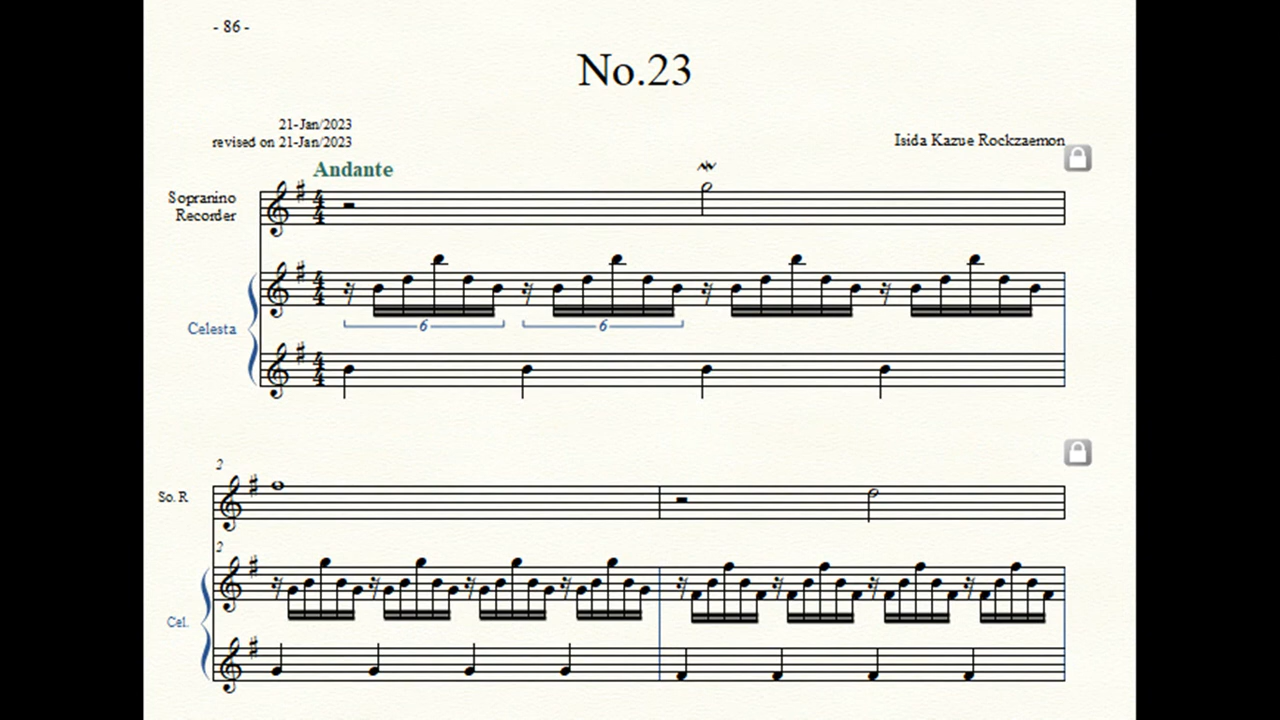 - 86 -
No.23
21-Jan/2023
revised on 21-Jan/2023
Isida Kazue Rockzaemon
Andante
Sopranino
Recorder
6
6
Celesta
2
So. R
2
Cel.